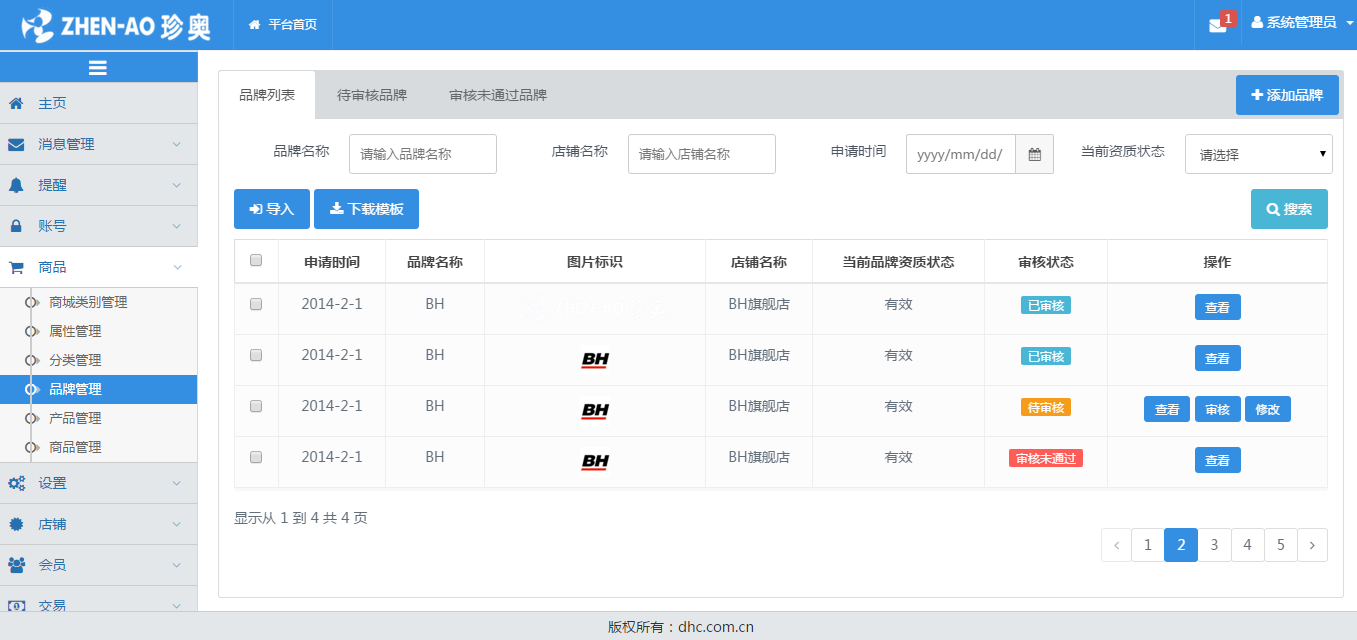 ZHEN-AO 珍奥 平台首页 1 系统管理员
主页
消息管理
提醒
账号
商品
商城类别管理
属性管理
分类管理
品牌管理
产品管理
商品管理
设置
店铺
会员
交易
品牌列表 待审核品牌 审核未通过品牌 添加品牌
品牌名称 请输入品牌名称 店铺名称 请输入店铺名称 申请时间 yyyy/mm/dd/ 当前资质状态 请选择
导入 下载模板 搜索
申请时间 品牌名称 图片标识 店铺名称 当前品牌资质状态 审核状态 操作
2014-2-1 BH BH旗舰店 有效 已审核 查看
2014-2-1 BH BH BH旗舰店 有效 已审核 查看
2014-2-1 BH BH BH旗舰店 有效 待审核 查看 审核 修改
2014-2-1 BH BH BH旗舰店 有效 审核未通过 查看
显示从 1 到 4 共 4 页
‹ 1 2 3 4 5 ›
版权所有：dhc.com.cn